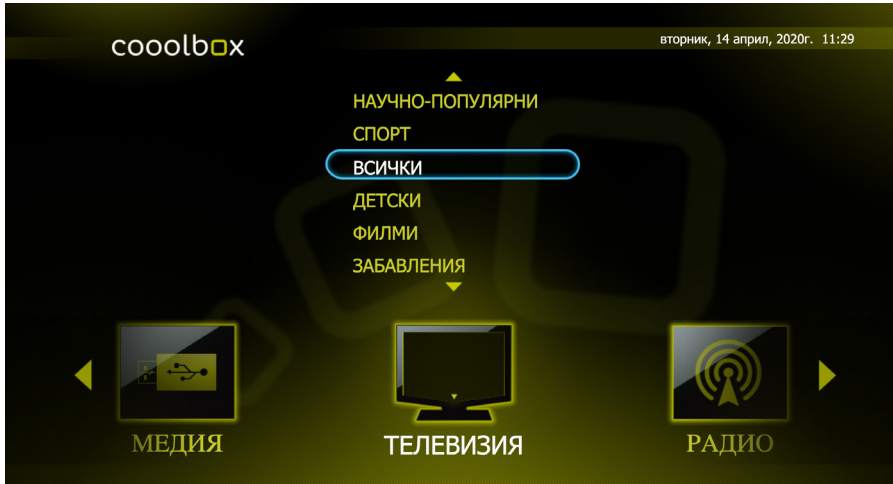 cooolbox
вторник, 14 април, 2020г. 11:29
НАУЧНО-ПОПУЛЯРНИ
СПОРТ
ВСИЧКИ
ДЕТСКИ
ФИЛМИ
ЗАБАВЛЕНИЯ
МЕДИЯ
ТЕЛЕВИЗИЯ
РАДИО